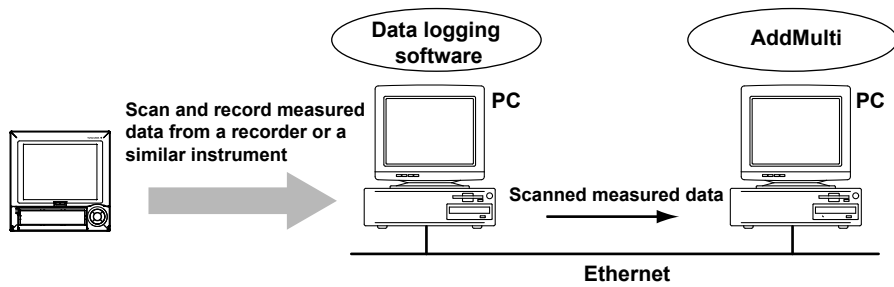 Data logging
software
AddMulti
Scan and record measured
data from a recorder or a
similar instrument
PC
PC
Scanned measured data
Ethernet